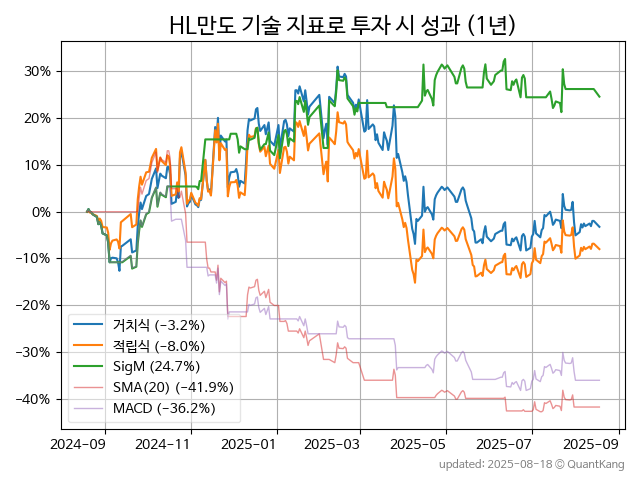 HL만도 기술 지표로 투자 시 성과 (1년)
30%
20%
10%
0%
−10%
−20%
−30%
−40%
거치식 (−3.2%)
적립식 (−8.0%)
SigM (24.7%)
SMA(20) (−41.9%)
MACD (−36.2%)
2024−09
2024−11
2025−01
2025−03
2025−05
2025−07
2025−09
updated: 2025−08−18 © QuantKang